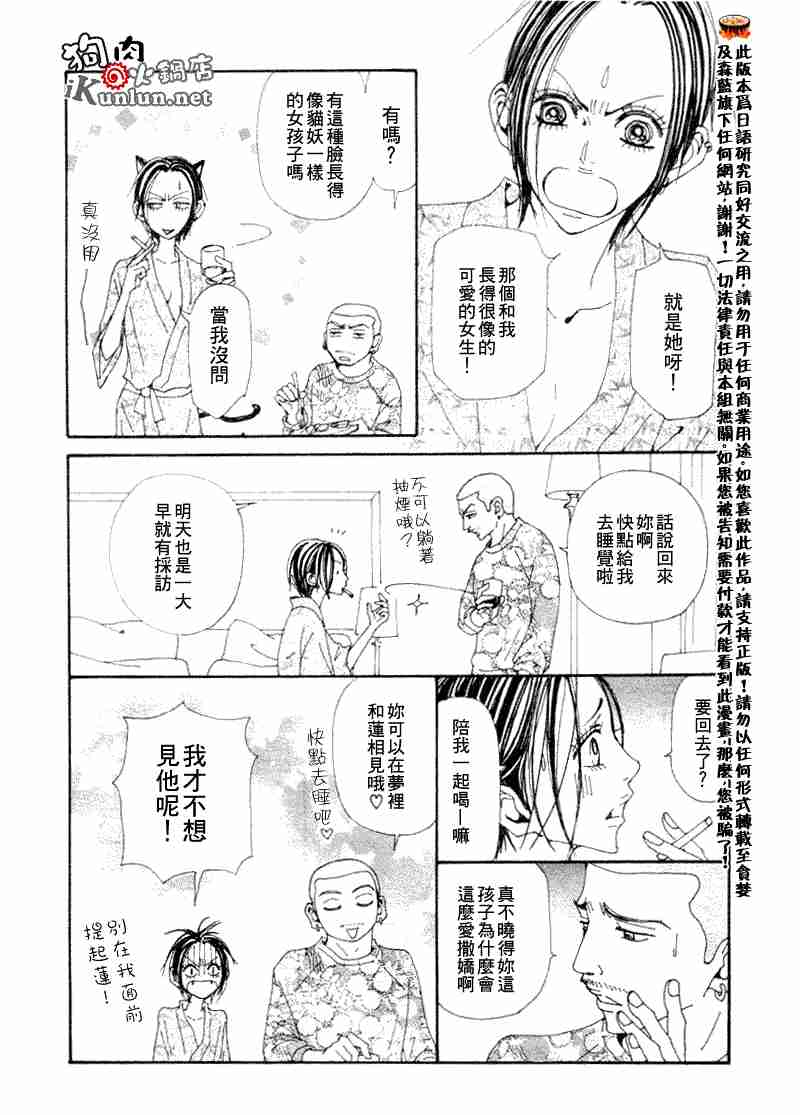 狗肉
火鍋店
iKunlun.net
此版本爲日語研究同好交流之用，請勿用于任何商業用途。如您喜歡此作品，請支持正版！請勿以任何形式轉載至貪婪
及森藍旗下任何網站，謝謝！一切法律責任與本組無關。如果您被告知需要付款才能看到此漫畫，那麼，您被騙了！
就是她呀！
那個和我
長得很像的
可愛的女生！
有嗎？
有這種臉長得
像貓妖一樣
的女孩子嗎
真沒用
當我沒問
話說回來
妳啊
快點給我
去睡覺啦
不可以躺著
抽煙哦？
明天也是一大
早就有採訪
要回去了？
陪我一起喝嘛
真不曉得妳這
孩子為什麼會
這麼愛撒嬌啊
妳可以在夢裡
和蓮相見哦♡
快點去睡吧♡
我才不想
見他呢！
別在我面前
提起蓮！